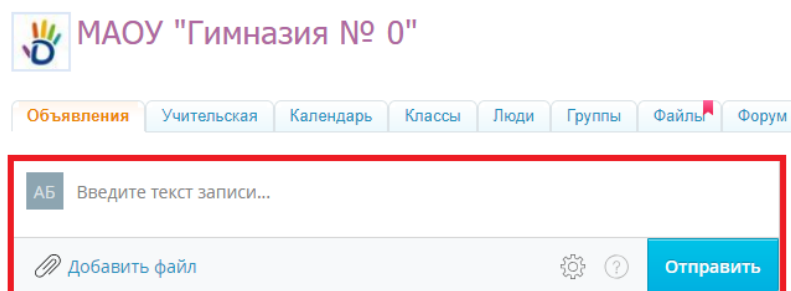 МАОУ "Гимназия № 0"
Объявления Учительская Календарь Классы Люди Группы Файлы Форум
АБ Введите текст записи...
Добавить файл ? Отправить